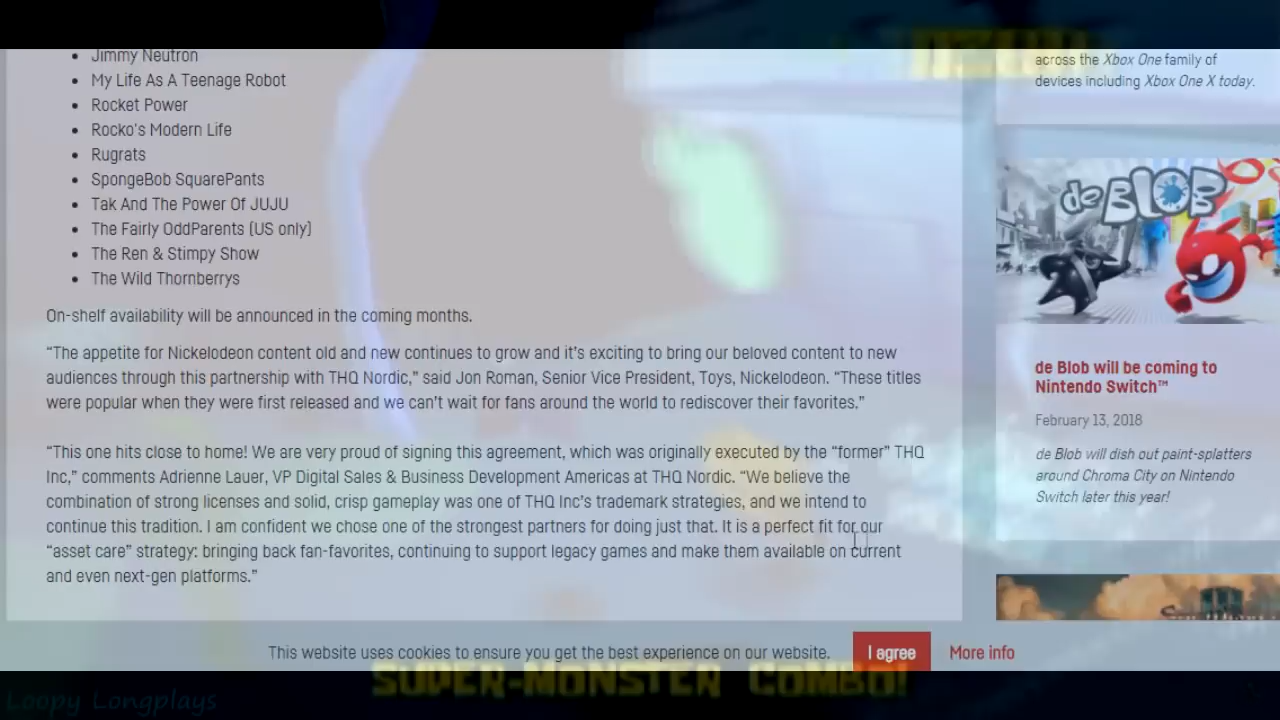 Jimmy Neutron
My Life As A Teenage Robot
Rocket Power
Rocko's Modern Life
Rugrats
SpongeBob SquarePants
Tak And The Power Of JUJU
The Fairly OddParents (US only)
The Ren & Stimpy Show
The Wild Thornberrys
On-shelf availability will be announced in the coming months.
“The appetite for Nickelodeon content old and new continues to grow and it’s exciting to bring our beloved content to new
audiences through this partnership with THQ Nordic,” said Jon Roman, Senior Vice President, Toys, Nickelodeon. “These titles
were popular when they were first released and we can’t wait for fans around the world to rediscover their favorites.”
“This one hits close to home! We are very proud of signing this agreement, which was originally executed by the “former” THQ
Inc,” comments Adrienne Lauer, VP Digital Sales & Business Development Americas at THQ Nordic. “We believe the
combination of strong licenses and solid, crisp gameplay was one of THQ Inc’s trademark strategies, and we intend to
continue this tradition. I am confident we chose one of the strongest partners for doing just that. It is a perfect fit for our
“asset care” strategy: bringing back fan-favorites, continuing to support legacy games and make them available on current
and even next-gen platforms.”
across the Xbox One family of
devices including Xbox One X today.
de BLOB
de Blob will be coming to
Nintendo Switch™
February 13, 2018
de Blob will dish out paint-splatters
around Chroma City on Nintendo
Switch later this year!
This website uses cookies to ensure you get the best experience on our website.
I agree
More info
SUPER-MONSTER COMBO!
Loopy Longplays